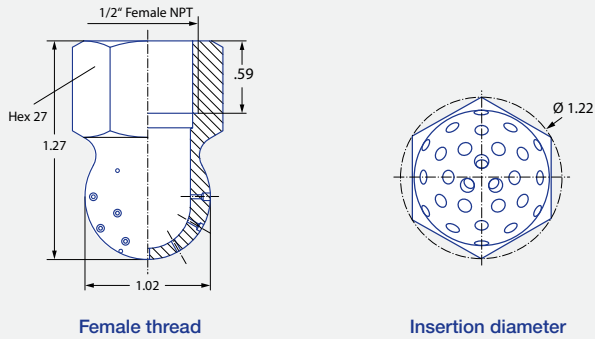 1/2“ Female NPT
.59
Hex 27
1.27
1.02
Ø 1.22
Female thread
Insertion diameter